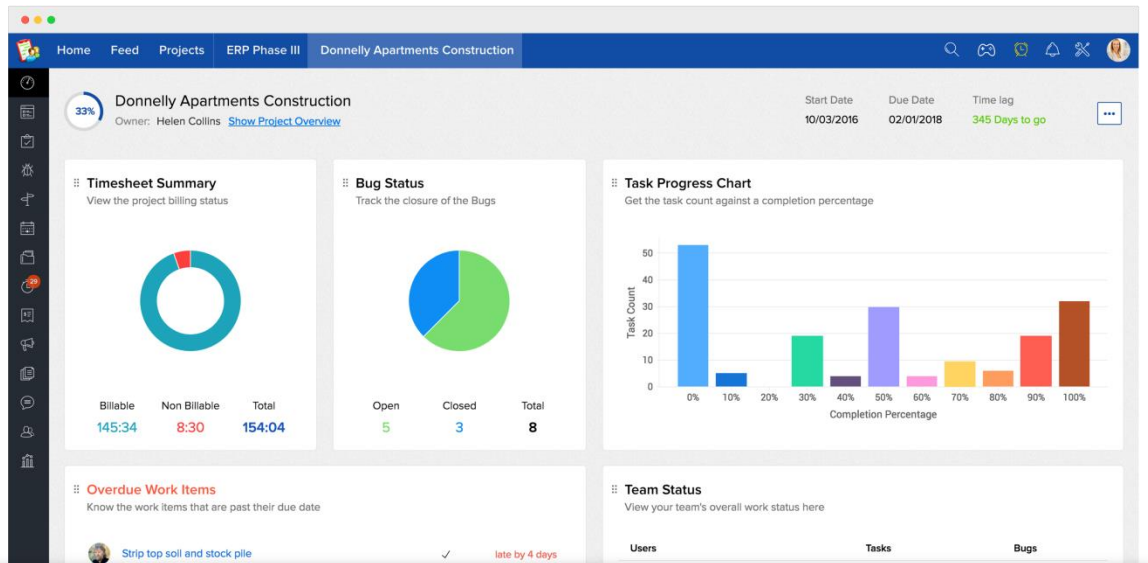 Home Feed Projects ERP Phase III Donnelly Apartments Construction
33%
Donnelly Apartments Construction
Owner: Helen Collins Show Project Overview
Start Date Due Date Time lag
10/03/2016 02/01/2018 345 Days to go
29
Timesheet Summary
View the project billing status
Billable Non Billable Total
145:34 8:30 154:04
Bug Status
Track the closure of the Bugs
Open Closed Total
5 3 8
Task Progress Chart
Get the task count against a completion percentage
Task Count
50
40
30
20
10
0
0% 10% 20% 30% 40% 50% 60% 70% 80% 90% 100%
Completion Percentage
Overdue Work Items
Know the work items that are past their due date
Strip top soil and stock pile late by 4 days
Team Status
View your team's overall work status here
Users Tasks Bugs